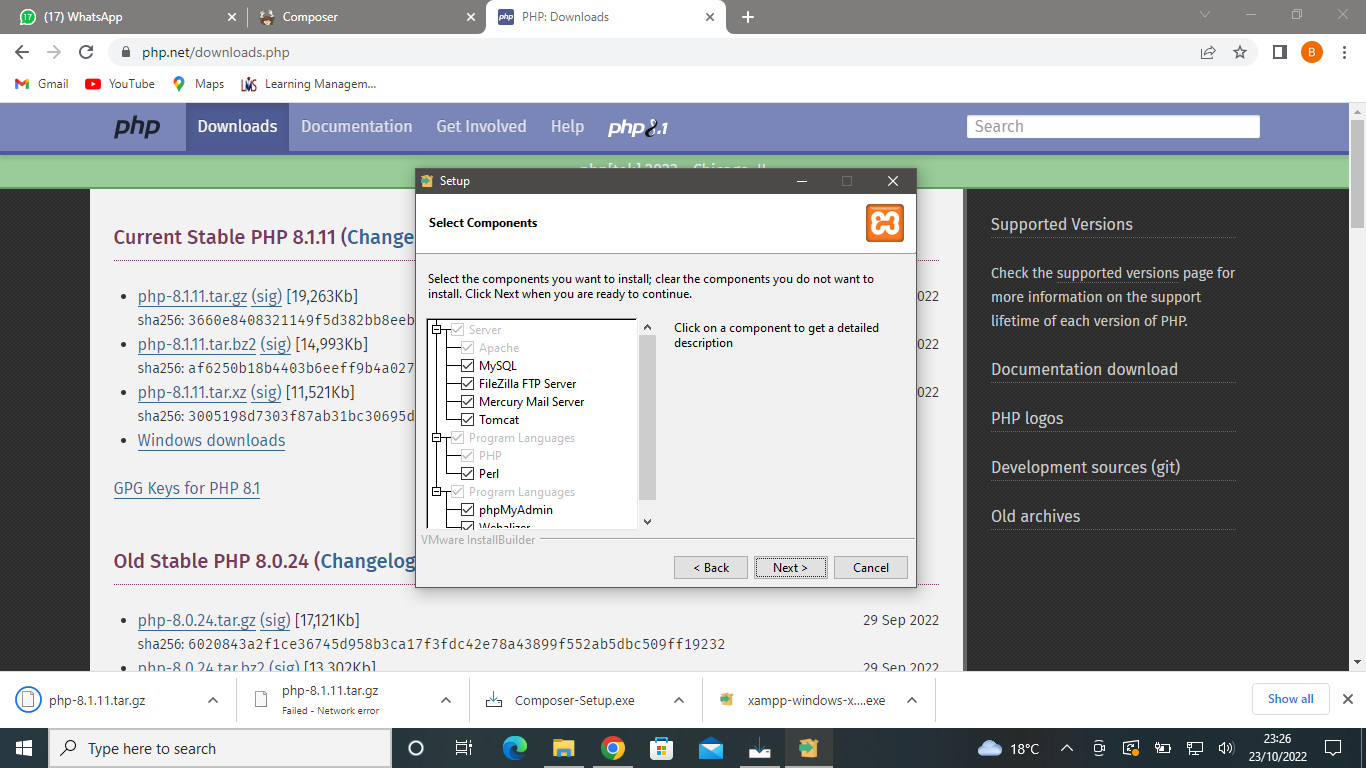 (17) WhatsApp
Composer
PHP: Downloads
php.net/downloads.php
B
Gmail
YouTube
Maps
Learning Managem...
php
Downloads
Documentation
Get Involved
Help
php8.1
Search
Setup
Select Components
Select the components you want to install; clear the components you do not want to
install. Click Next when you are ready to continue.
Server
Apache
MySQL
FileZilla FTP Server
Mercury Mail Server
Tomcat
Program Languages
PHP
Perl
Program Languages
phpMyAdmin
Webalizer
Click on a component to get a detailed
description
VMware InstallBuilder
< Back
Next >
Cancel
Current Stable PHP 8.1.11 (Change
php-8.1.11.tar.gz (sig) [19,263Kb]
2022
sha256: 3660e8408321149f5d382bb8eeb
php-8.1.11.tar.bz2 (sig) [14,993Kb]
2022
sha256: af6250b18b4403b6eeff9b4a027
php-8.1.11.tar.xz (sig) [11,521Kb]
2022
sha256: 3005198d7303f87ab31bc30695d
Windows downloads
GPG Keys for PHP 8.1
Old Stable PHP 8.0.24 (Changelog
php-8.0.24.tar.gz (sig) [17,121Kb]
29 Sep 2022
sha256: 6020843a2f1ce36745d958b3ca17f3fdc42e78a43899f552ab5dbc509ff19232
php-8.0.24.tar.bz2 (sig) [13,302Kb]
29 Sep 2022
Supported Versions
Check the supported versions page for
more information on the support
lifetime of each version of PHP.
Documentation download
PHP logos
Development sources (git)
Old archives
php-8.1.11.tar.gz
php-8.1.11.tar.gz
Failed - Network error
Composer-Setup.exe
xampp-windows-x....exe
Show all
Type here to search
18°C
23:26
23/10/2022